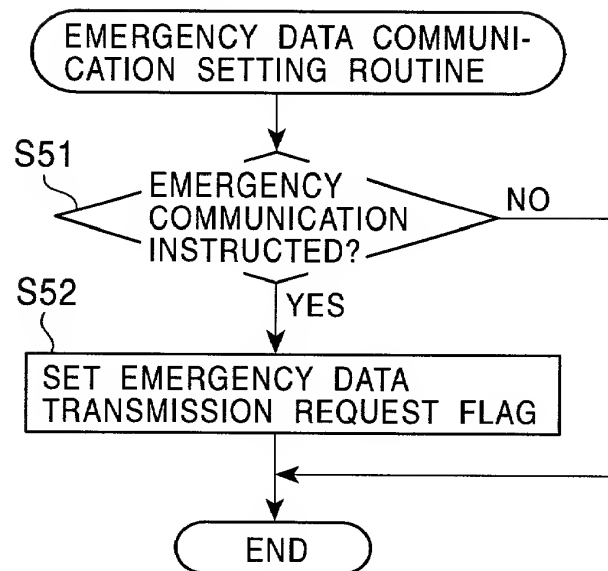 EMERGENCY DATA COMMUNI-
CATION SETTING ROUTINE
S51
EMERGENCY
COMMUNICATION
INSTRUCTED?
NO
YES
S52
SET EMERGENCY DATA
TRANSMISSION REQUEST FLAG
END